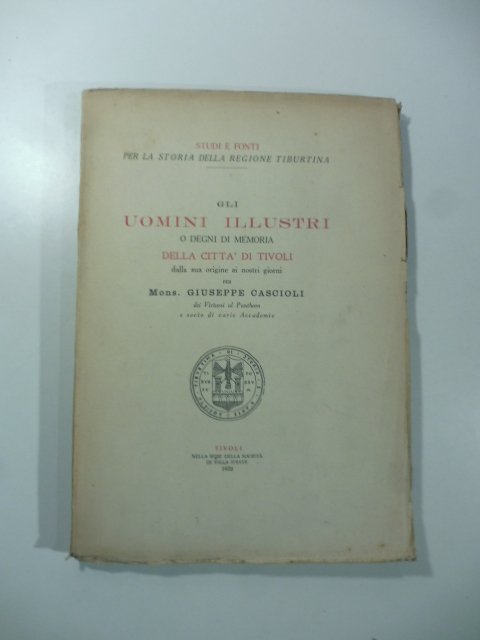 STUDI E FONTI
PER LA STORIA DELLA REGIONE TIBURTINA
GLI
UOMINI ILLUSTRI
O DEGNI DI MEMORIA
DELLA CITTA' DI TIVOLI
dalla sua origine ai nostri giorni
PER
Mons. GIUSEPPE CASCIOLI
dei Virtuosi al Pantheon
e socio di varie Accademie
TIVOLI
NELLA SEDE DELLA SOCIETÀ
IN VILLA D'ESTE